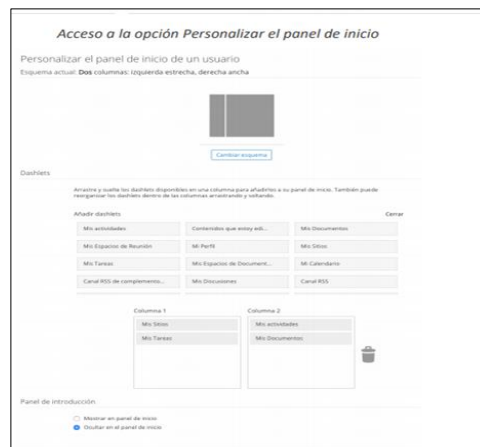 Acceso a la opción Personalizar el panel de inicio
Personalizar el panel de inicio de un usuario
Esquema actual: Dos columnas: izquierda estrecha, derecha ancha
Cambiar esquema
Dashlets
Arrastre y suelte los dashlets disponibles en una columna para añadirlos a su panel de inicio. También puede
reorganizar los dashlets dentro de las columnas arrastrando y soltando.
Añadir dashlets Cerrar
Mis actividades Contenidos que estoy edi... Mis Documentos
Mis Espacios de Reunión Mi Perfil Mis Sitios
Mis Tareas Mis Espacios de Document... Mi Calendario
Canal RSS de complemento... Mis Discusiones Canal RSS
Columna 1 Columna 2
Mis Sitios Mis actividades
Mis Tareas Mis Documentos
Panel de introducción
Mostrar en panel de inicio
Ocultar en el panel de inicio